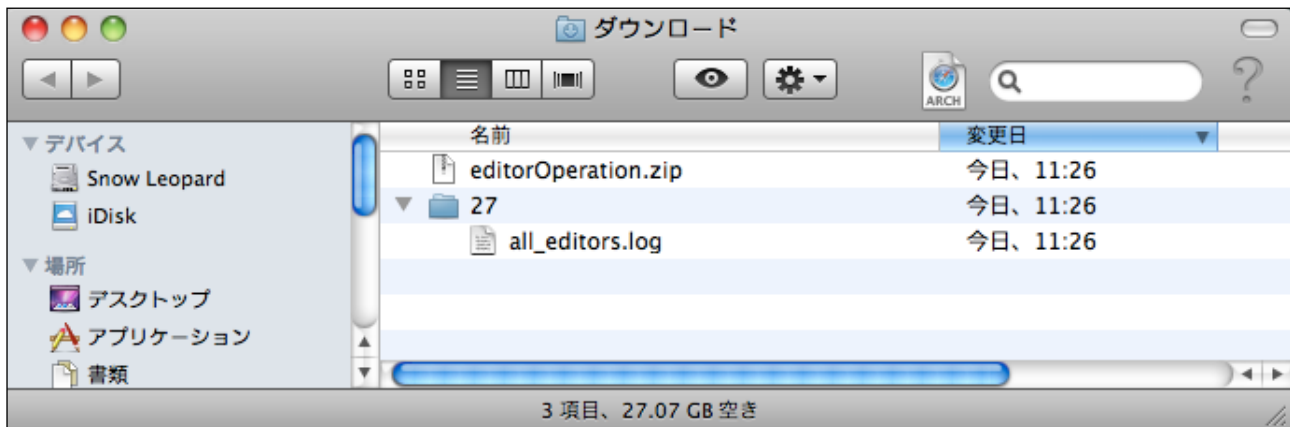 ダウンロード
ARCH
デバイス
Snow Leopard
iDisk
場所
デスクトップ
アプリケーション
書類
名前 変更日
editorOperation.zip 今日、11:26
27 今日、11:26
all_editors.log 今日、11:26
3 項目、27.07 GB 空き